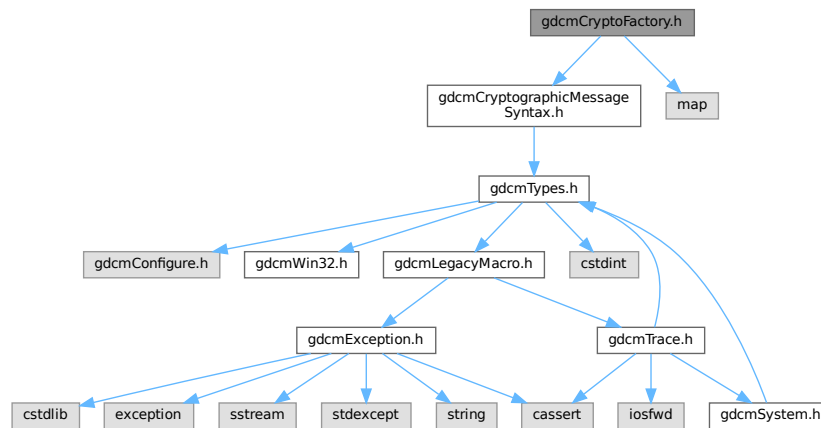 gdcmCryptoFactory.h
gdcmCryptographicMessage
Syntax.h
map
gdcmTypes.h
gdcmConfigure.h
gdcmWin32.h
gdcmLegacyMacro.h
cstdint
gdcmException.h
gdcmTrace.h
cstdlib
exception
sstream
stdexcept
string
cassert
iosfwd
gdcmSystem.h